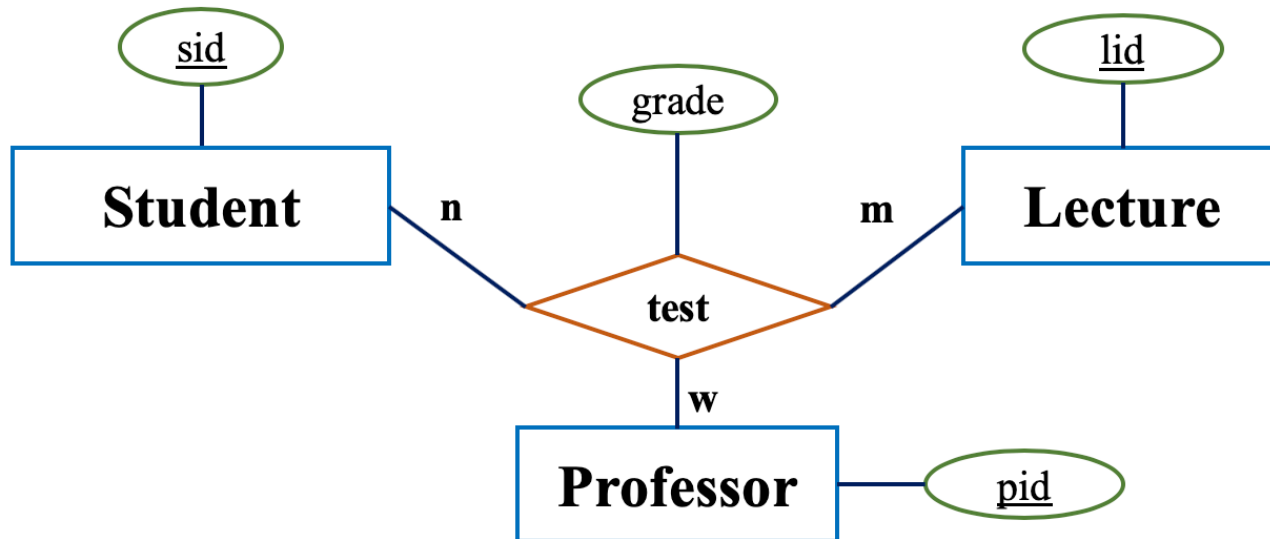 sid
lid
grade
Student
n
m
Lecture
test
w
Professor
pid